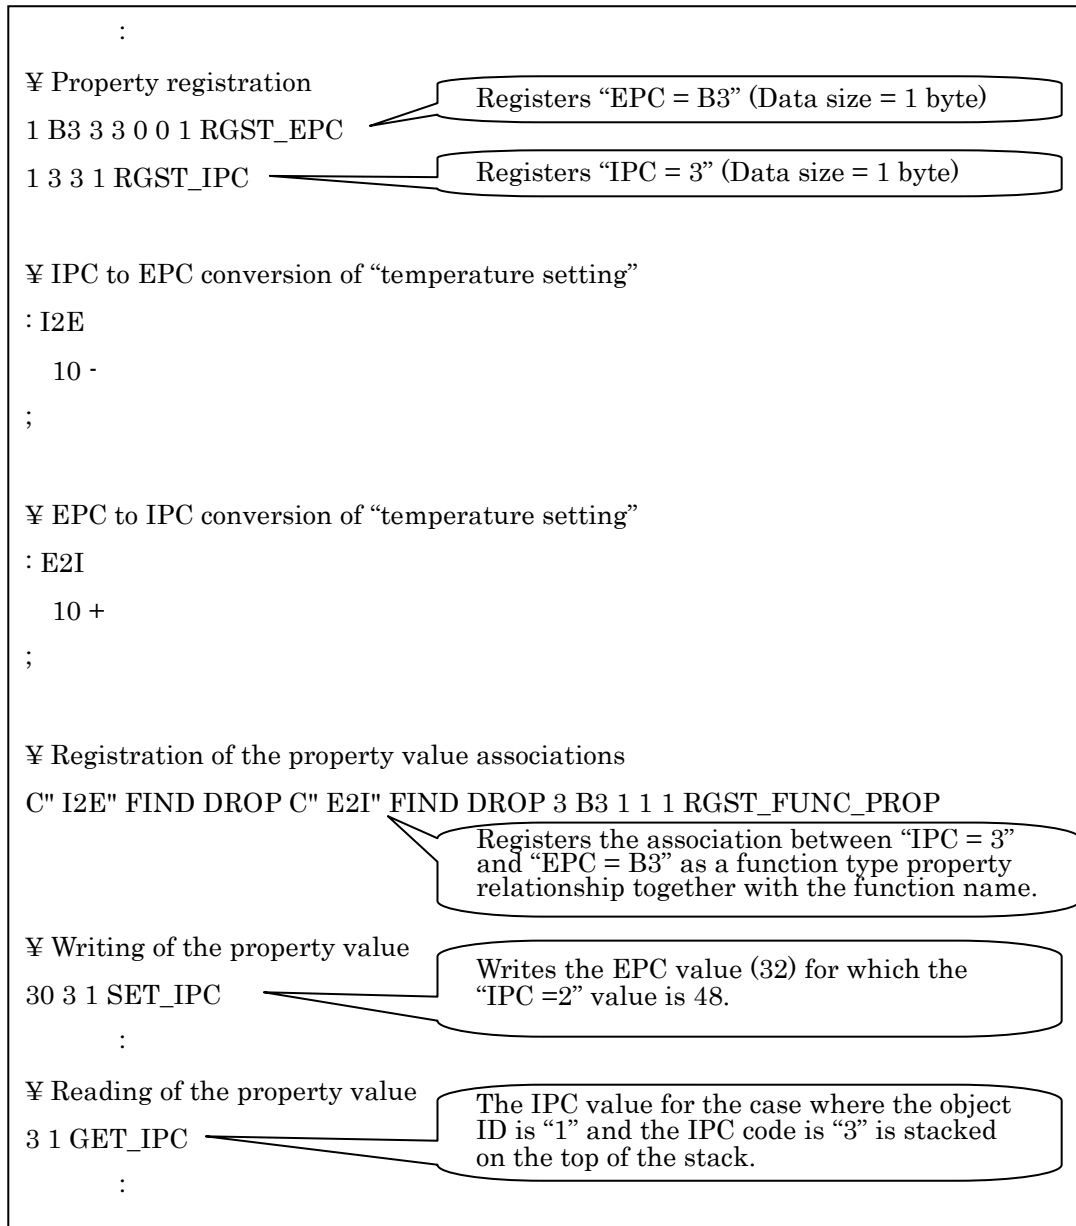 :
¥ Property registration
Registers “EPC = B3” (Data size = 1 byte)
1 B3 3 3 0 0 1 RGST_EPC
1 3 3 1 RGST_IPC
Registers “IPC = 3” (Data size = 1 byte)
¥ IPC to EPC conversion of “temperature setting”
: I2E
10 -
;
¥ EPC to IPC conversion of “temperature setting”
: E2I
10 +
;
¥ Registration of the property value associations
C" I2E" FIND DROP C" E2I" FIND DROP 3 B3 1 1 1 RGST_FUNC_PROP
Registers the association between “IPC = 3”
and “EPC = B3” as a function type property
relationship together with the function name.
¥ Writing of the property value
30 3 1 SET_IPC
Writes the EPC value (32) for which the
“IPC =2” value is 48.
:
¥ Reading of the property value
3 1 GET_IPC
The IPC value for the case where the object
ID is “1” and the IPC code is “3” is stacked
on the top of the stack.
: